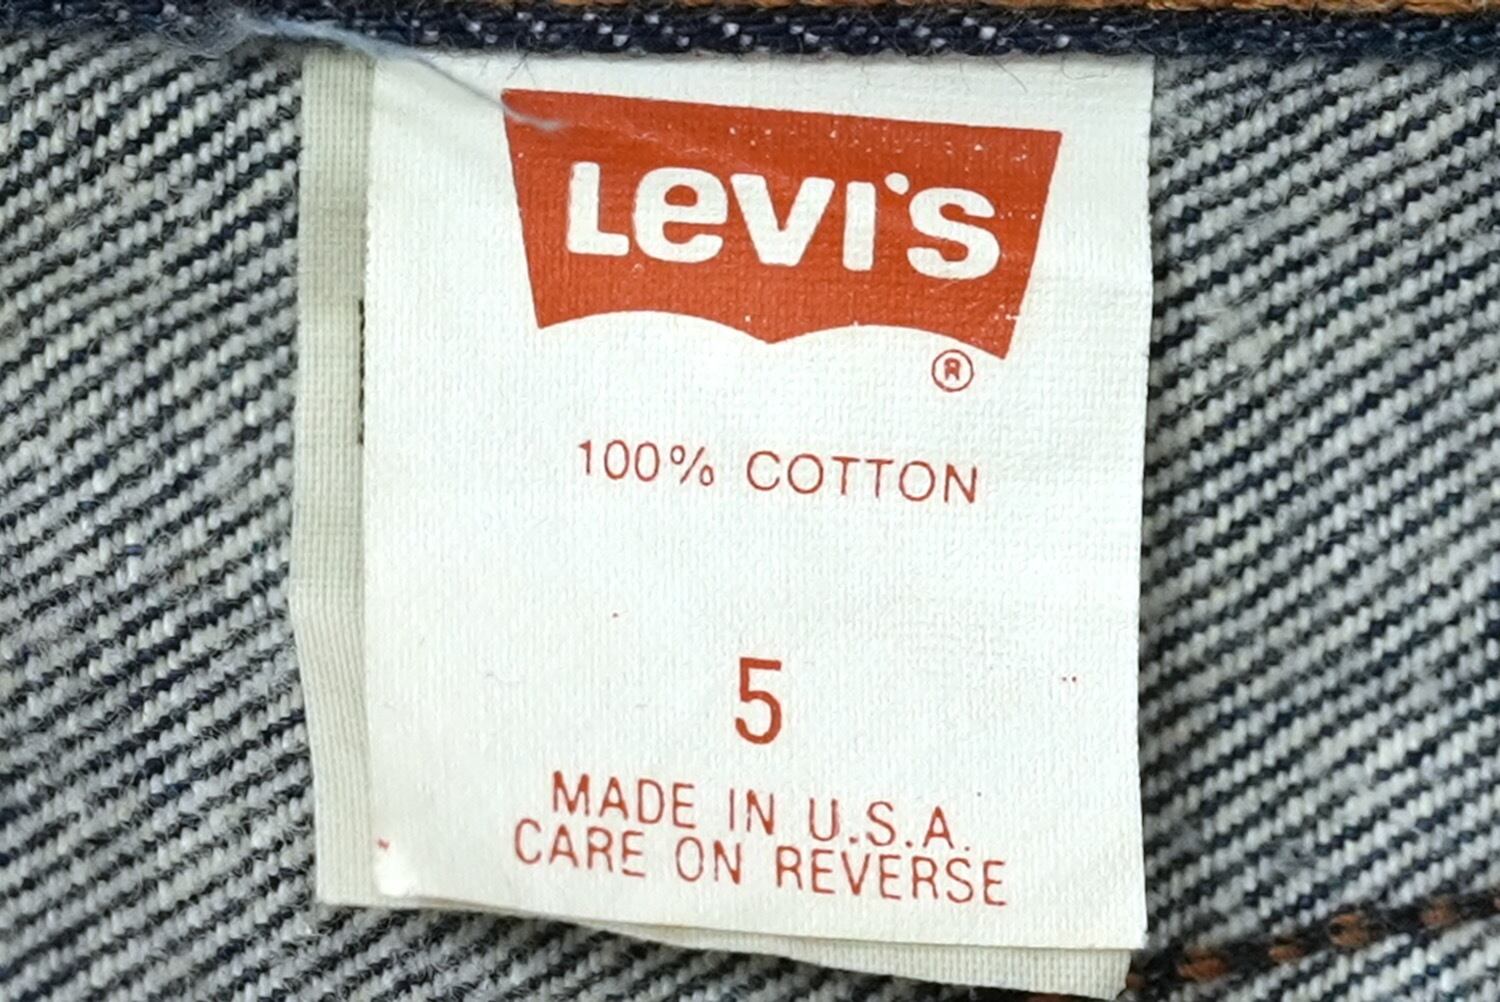 Levi's
®
100% COTTON
5
MADE IN U.S.A.
CARE ON REVERSE